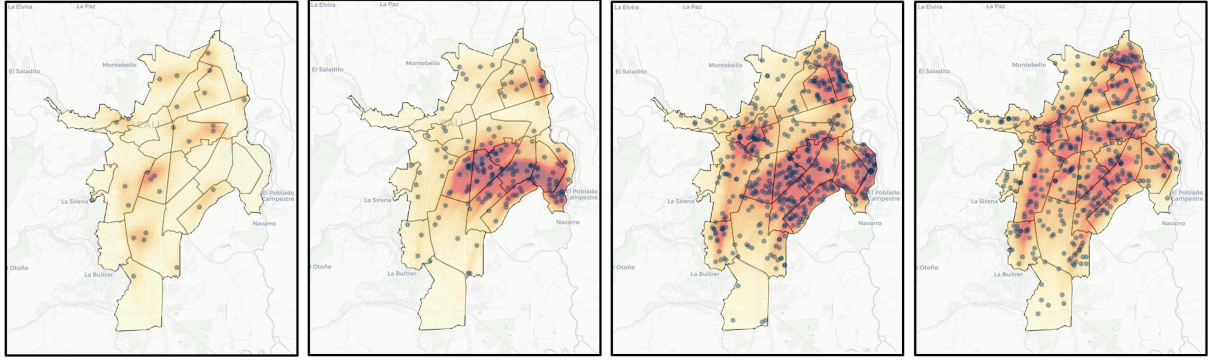 La Elvira
La Paz
El Saladito
Montebello
CALI
La Sirena
El Poblado
Campestre
Navarro
l Otoño
La Buitrer
La Elvira
La Paz
El Saladito
Montebello
CALI
La Sirena
El Poblado
Campestre
Navarro
l Otoño
La Buitrer
La Elvira
La Paz
El Saladito
Montebello
La Sirena
El Poblado
Campestre
Navarro
l Otoño
La Buitrer
La Elvira
La Paz
El Saladito
Montebello
La Sirena
El Poblado
Campestre
Navarro
l Otoño
La Buitrer